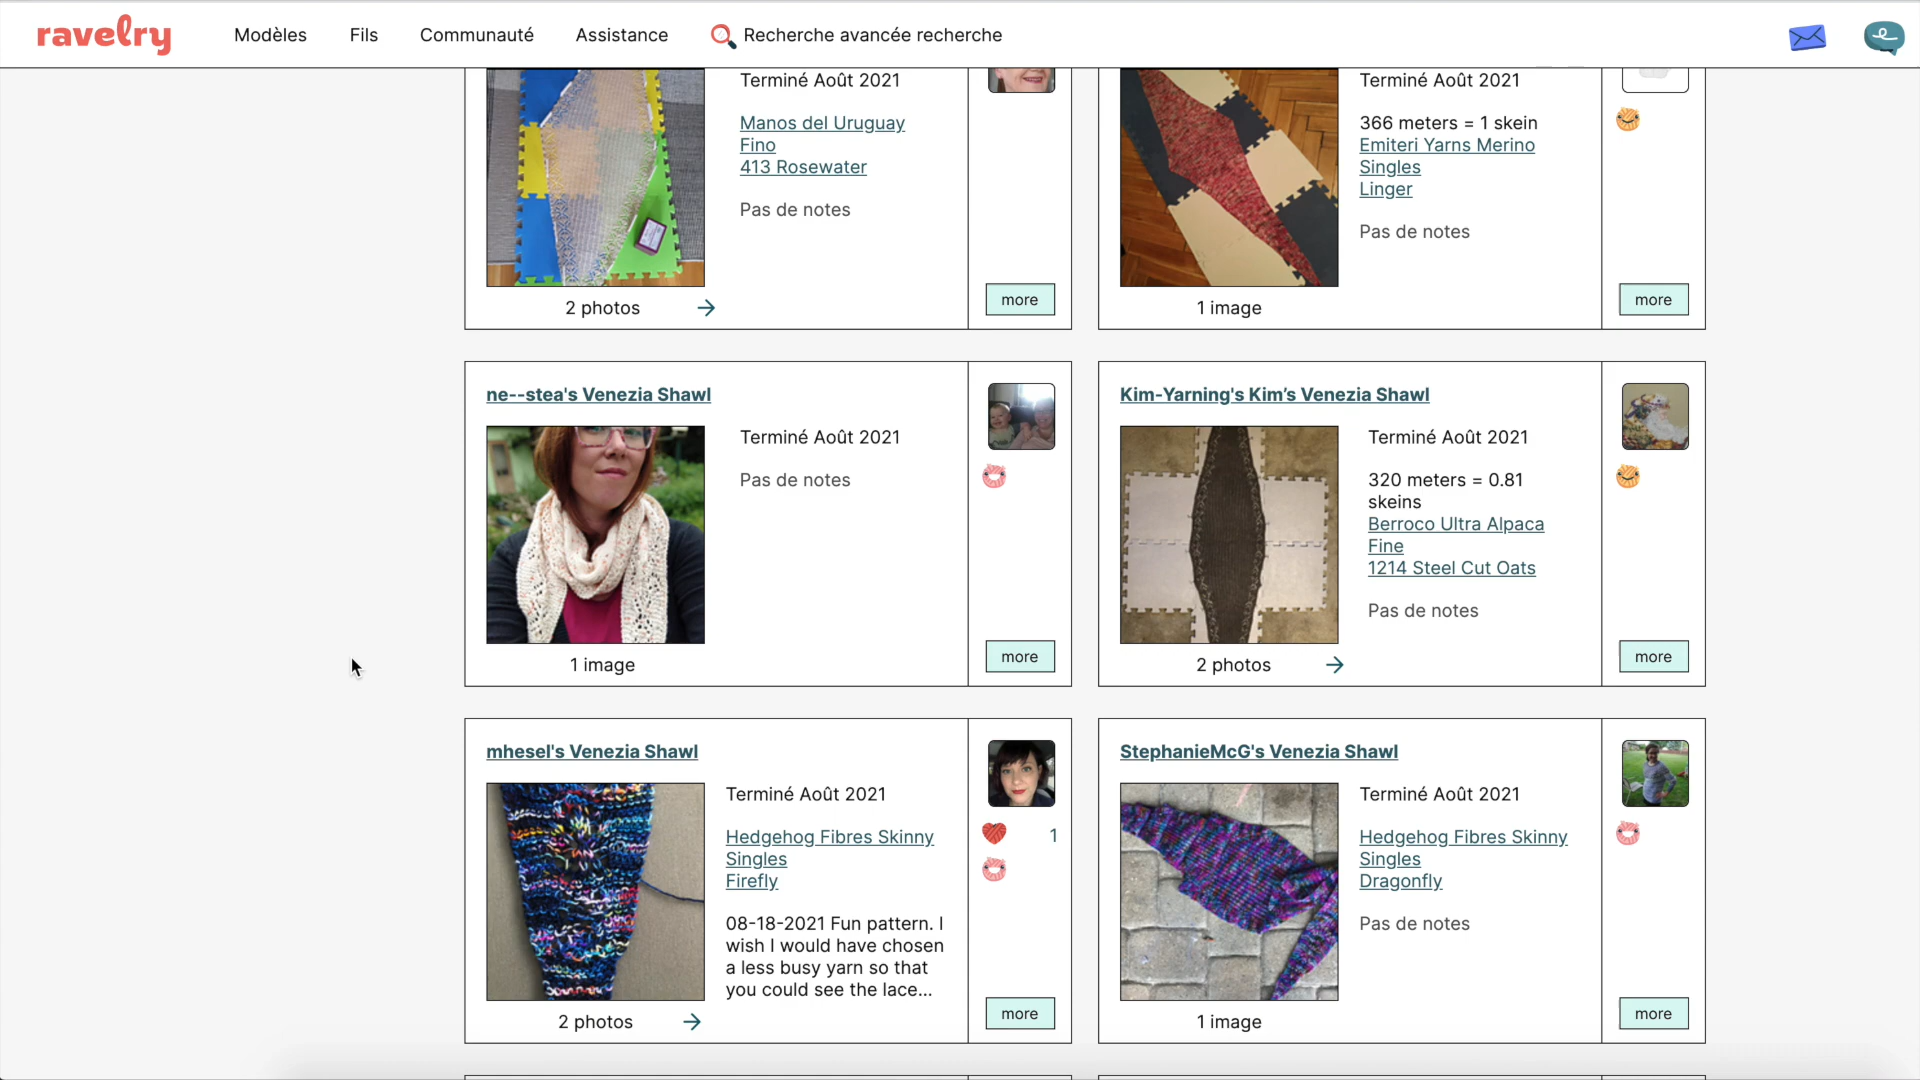 ravelry
Modèles
Fils
Communauté
Assistance
Recherche avancée recherche
Terminé Août 2021
Manos del Uruguay
Fino
413 Rosewater
Pas de notes
2 photos
more
Terminé Août 2021
366 meters = 1 skein
Emiteri Yarns Merino
Singles
Linger
Pas de notes
1 image
more
ne--stea's Venezia Shawl
Terminé Août 2021
Pas de notes
1 image
more
Kim-Yarning's Kim’s Venezia Shawl
Terminé Août 2021
320 meters = 0.81
skeins
Berroco Ultra Alpaca
Fine
1214 Steel Cut Oats
Pas de notes
2 photos
more
mhesel's Venezia Shawl
Terminé Août 2021
Hedgehog Fibres Skinny
Singles
Firefly
08-18-2021 Fun pattern. I
wish I would have chosen
a less busy yarn so that
you could see the lace...
1
2 photos
more
StephanieMcG's Venezia Shawl
Terminé Août 2021
Hedgehog Fibres Skinny
Singles
Dragonfly
Pas de notes
1 image
more